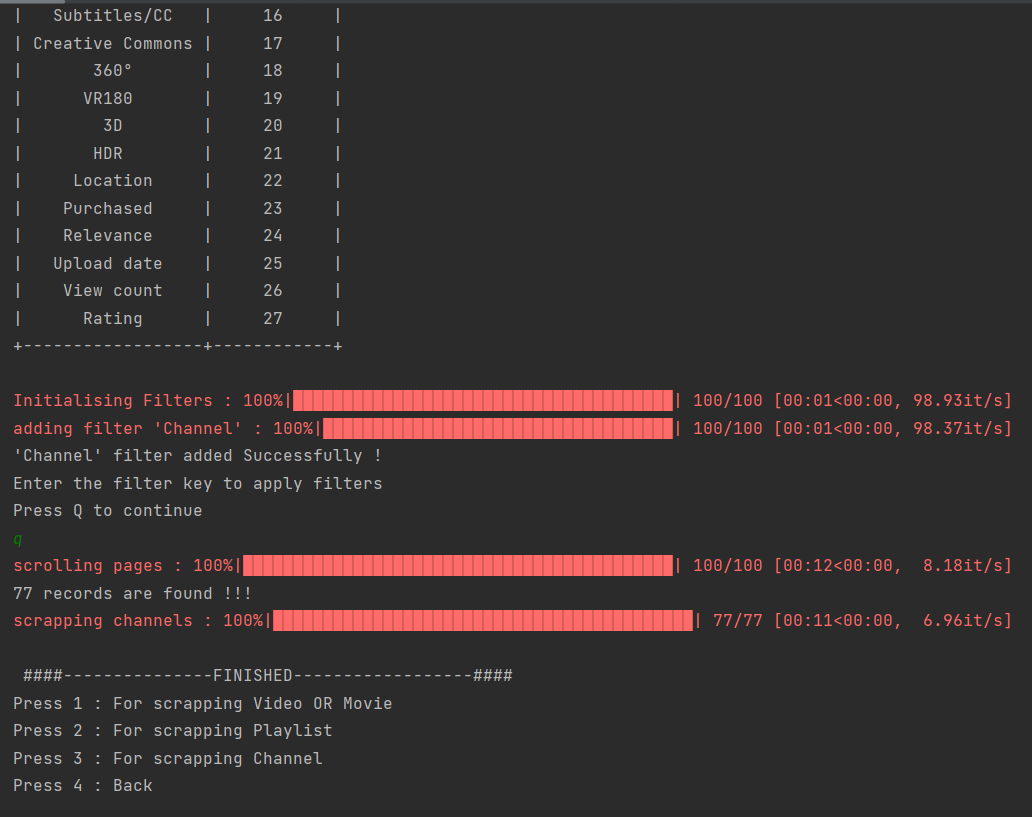 |    Subtitles/CC   |     16     |
| Creative Commons |     17     |
|       360°       |     18     |
|      VR180       |     19     |
|        3D        |     20     |
|       HDR        |     21     |
|     Location     |     22     |
|    Purchased     |     23     |
|    Relevance     |     24     |
|   Upload date    |     25     |
|    View count    |     26     |
|      Rating      |     27     |
+------------------+------------+
Initialising Filters : 100%|██████████████████████████████████████| 100/100 [00:01<00:00, 98.93it/s]
adding filter 'Channel' : 100%|███████████████████████████████████| 100/100 [00:01<00:00, 98.37it/s]
'Channel' filter added Successfully !
Enter the filter key to apply filters
Press Q to continue
q
scrolling pages : 100%|███████████████████████████████████████████| 100/100 [00:12<00:00,  8.18it/s]
77 records are found !!!
scrapping channels : 100%|██████████████████████████████████████████| 77/77 [00:11<00:00,  6.96it/s]
 ####---------------FINISHED------------------####
Press 1 : For scrapping Video OR Movie
Press 2 : For scrapping Playlist
Press 3 : For scrapping Channel
Press 4 : Back